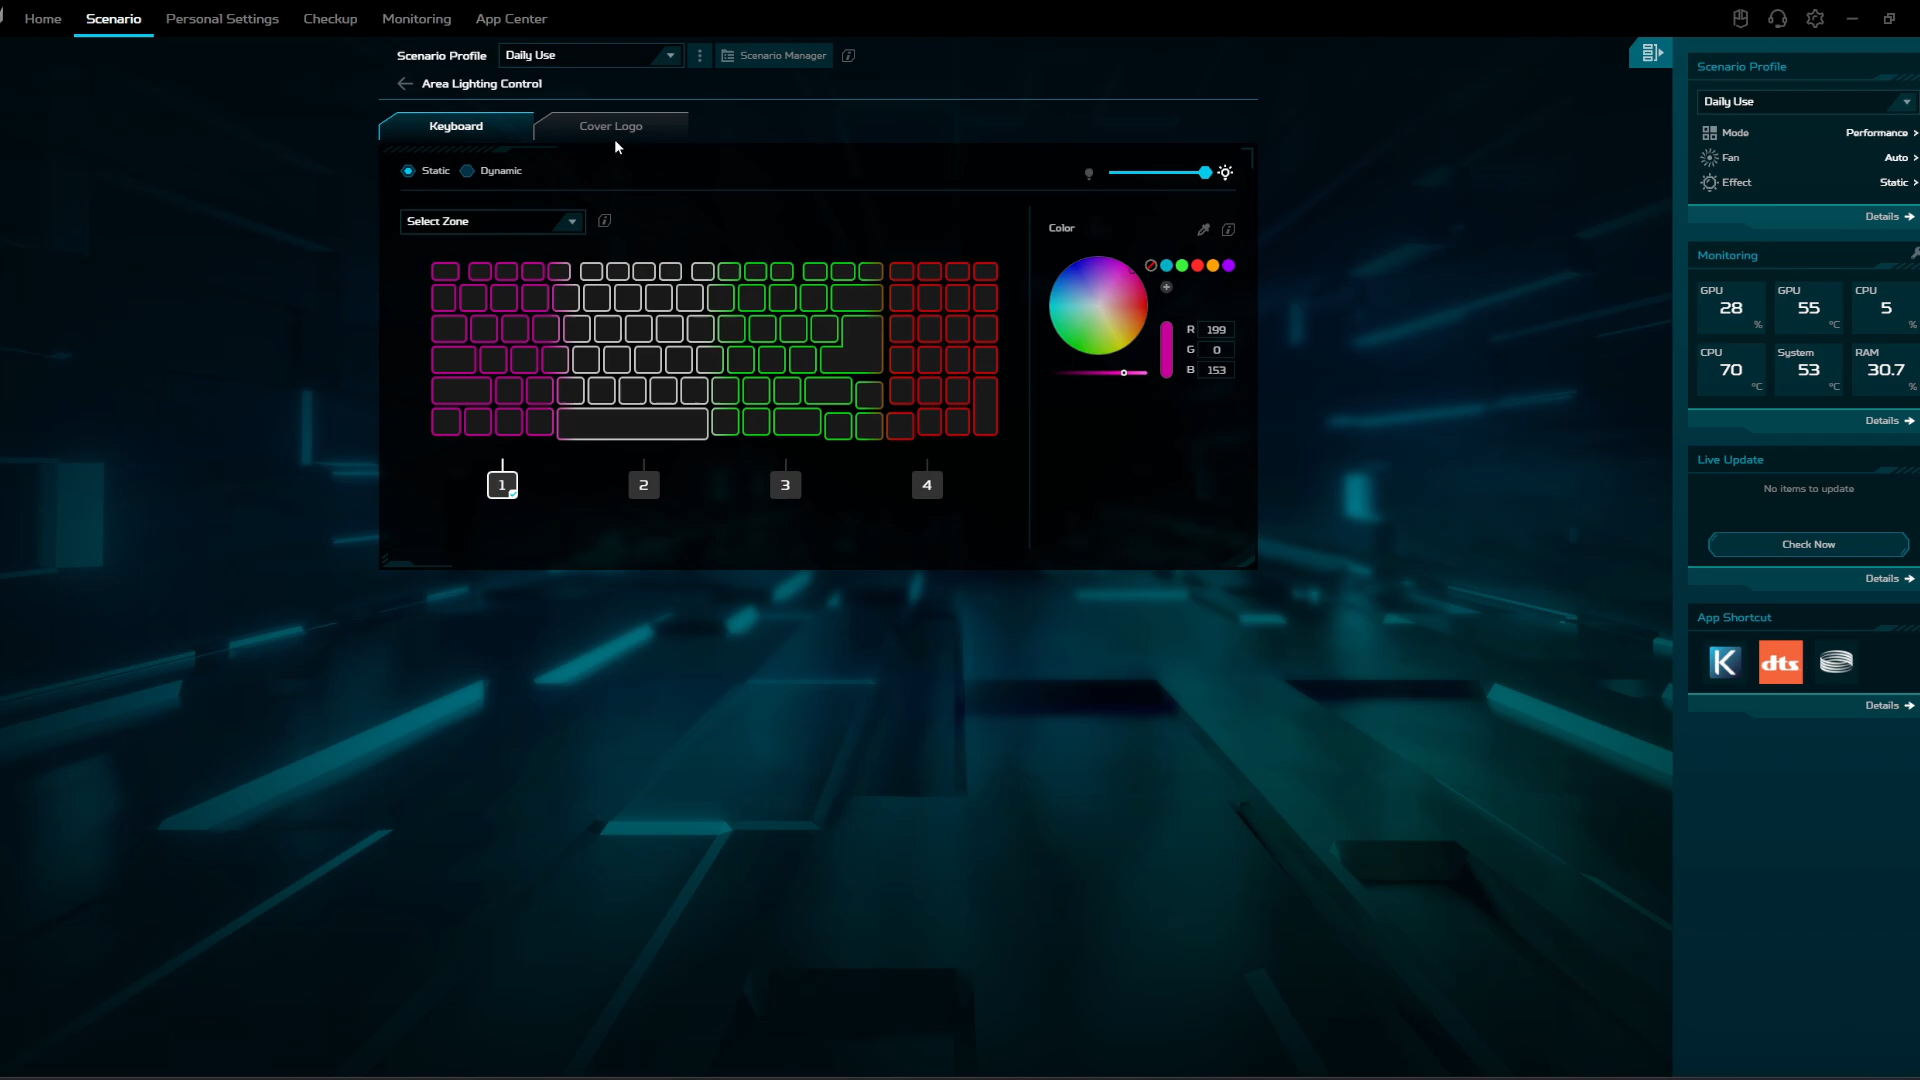 Home Scenario Personal Settings Checkup Monitoring App Center
Scenario Profile Daily Use Scenario Manager
Area Lighting Control
Keyboard Cover Logo
Static Dynamic
Select Zone
Color
R 199
G 0
B 153
1 2 3 4
Scenario Profile
Daily Use
Mode Performance
Fan Auto
Effect Static
Details
Monitoring
GPU GPU CPU
28 55 5
% °C
CPU System RAM
70 53 30.7
°C °C %
Details
Live Update
No items to update
Check Now
Details
App Shortcut
K dts
Details